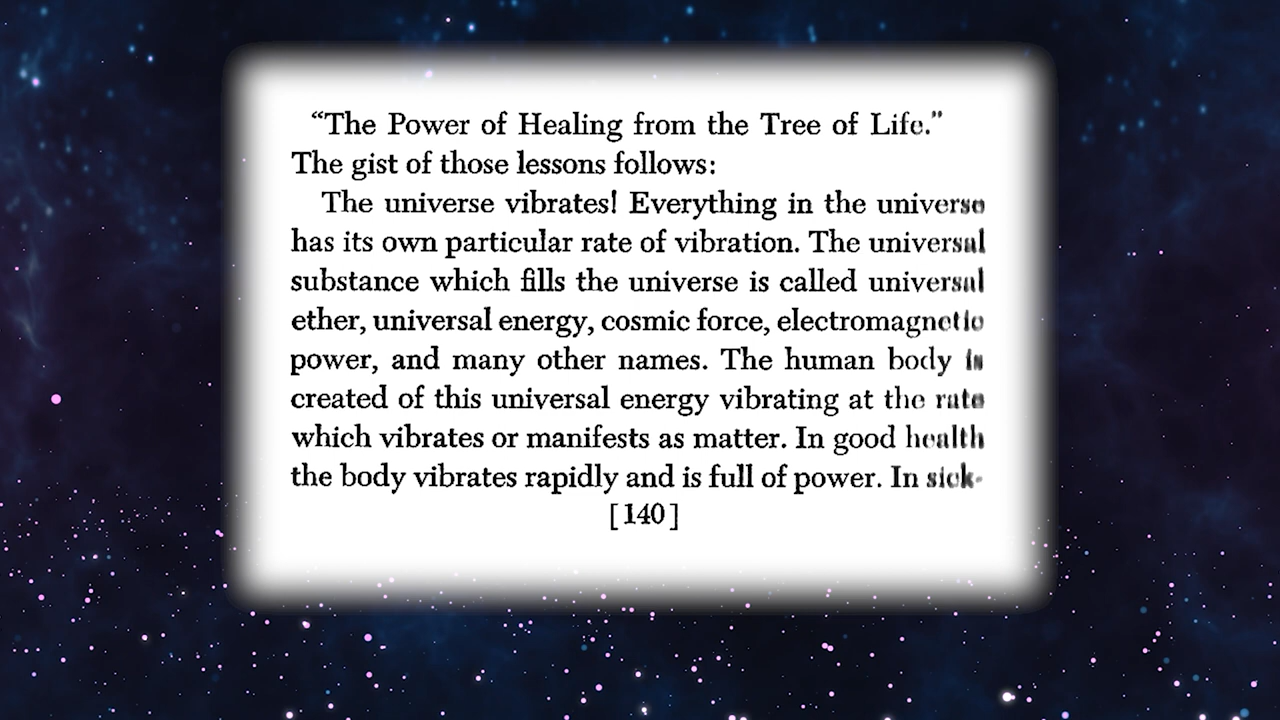 “The Power of Healing from the Tree of Life.”
The gist of those lessons follows:
The universe vibrates! Everything in the universe
has its own particular rate of vibration. The universal
substance which fills the universe is called universal
ether, universal energy, cosmic force, electromagnetic
power, and many other names. The human body is
created of this universal energy vibrating at the rate
which vibrates or manifests as matter. In good health
the body vibrates rapidly and is full of power. In sick-
[140]